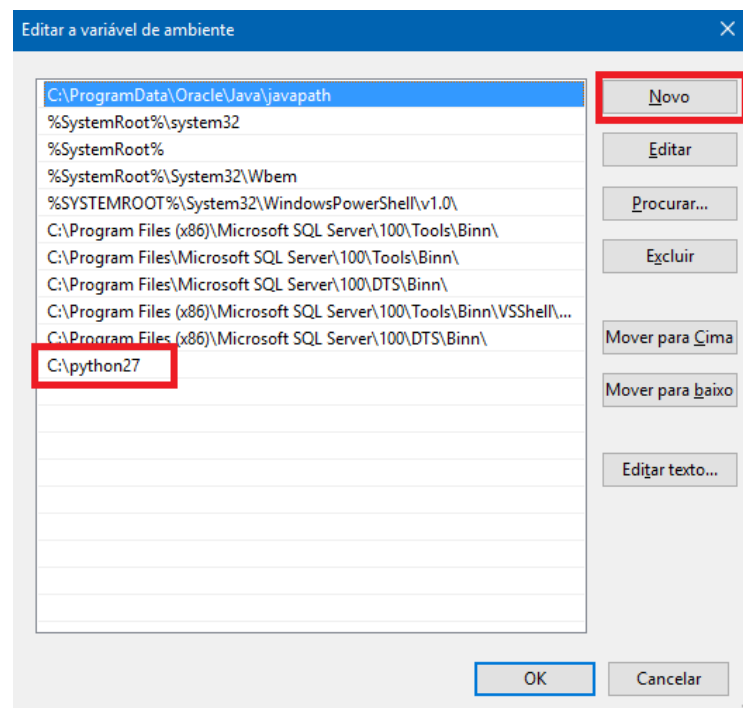 Editar a variável de ambiente
C:\ProgramData\Oracle\Java\javapath
%SystemRoot%\system32
%SystemRoot%
%SystemRoot%\System32\Wbem
%SYSTEMROOT%\System32\WindowsPowerShell\v1.0\
C:\Program Files (x86)\Microsoft SQL Server\100\Tools\Binn\
C:\Program Files\Microsoft SQL Server\100\Tools\Binn\
C:\Program Files\Microsoft SQL Server\100\DTS\Binn\
C:\Program Files (x86)\Microsoft SQL Server\100\Tools\Binn\VSShell\...
C:\Program Files (x86)\Microsoft SQL Server\100\DTS\Binn\
C:\python27
Novo
Editar
Procurar...
Excluir
Mover para Cima
Mover para baixo
Editar texto...
OK
Cancelar